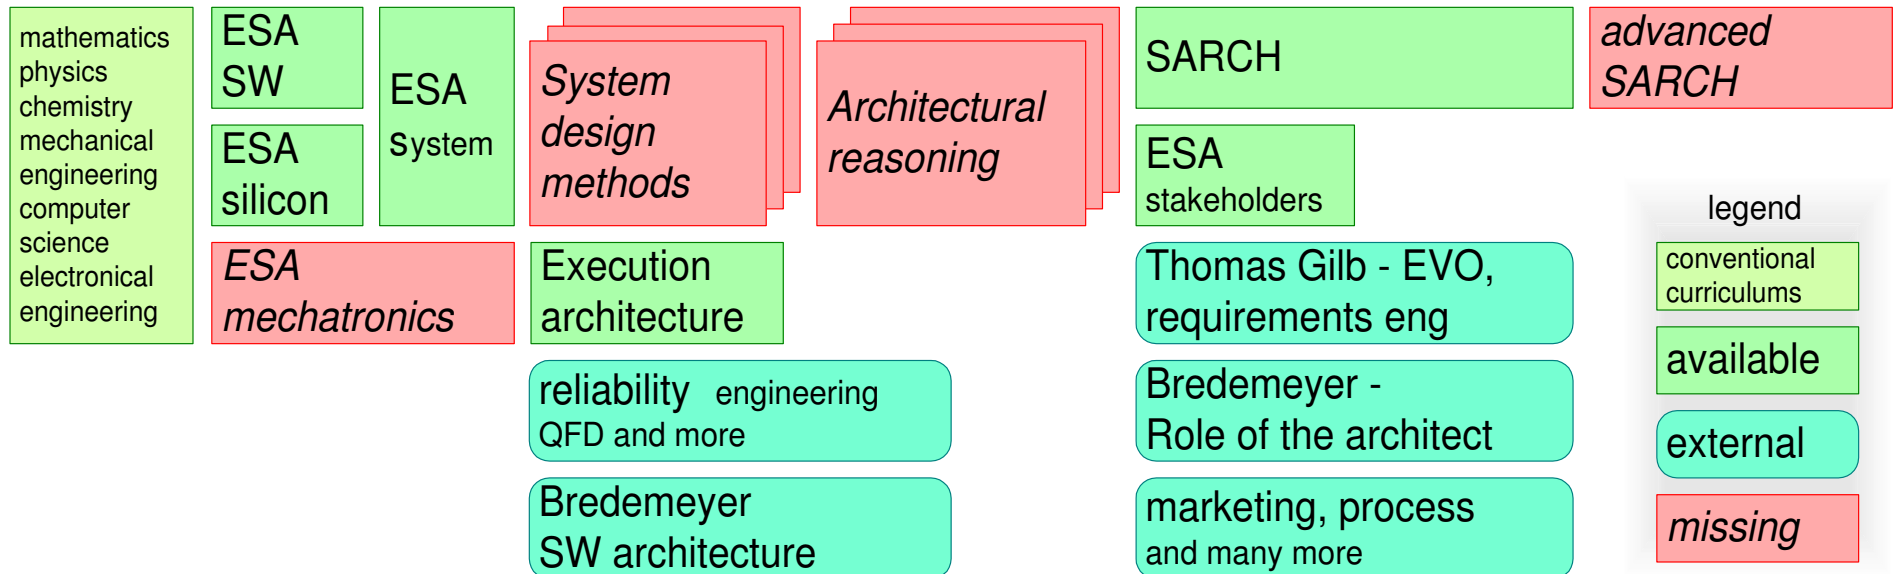 mathematics
physics
chemistry
mechanical
engineering
computer
science
electronical
engineering
ESA
SW
ESA
silicon
ESA
mechatronics
ESA
System
System
design
methods
Execution
architecture
reliability engineering
QFD and more
Bredemeyer
SW architecture
Architectural
reasoning
SARCH
ESA
stakeholders
Thomas Gilb - EVO,
requirements eng
Bredemeyer -
Role of the architect
marketing, process
and many more
advanced
SARCH
legend
conventional
curriculums
available
external
missing